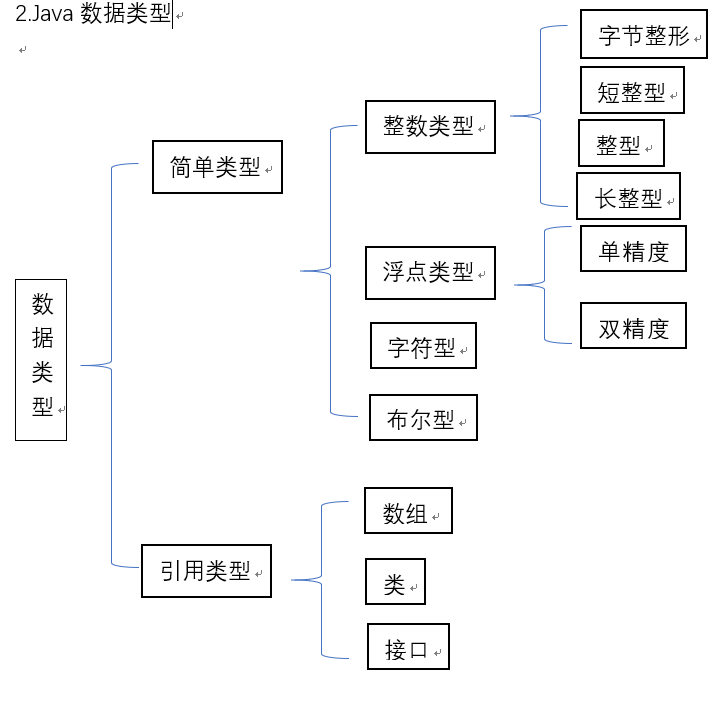 2.Java 数据类型
数据类型
简单类型
整数类型
字节整形
短整型
整型
长整型
浮点类型
单精度
双精度
字符型
布尔型
引用类型
数组
类
接口